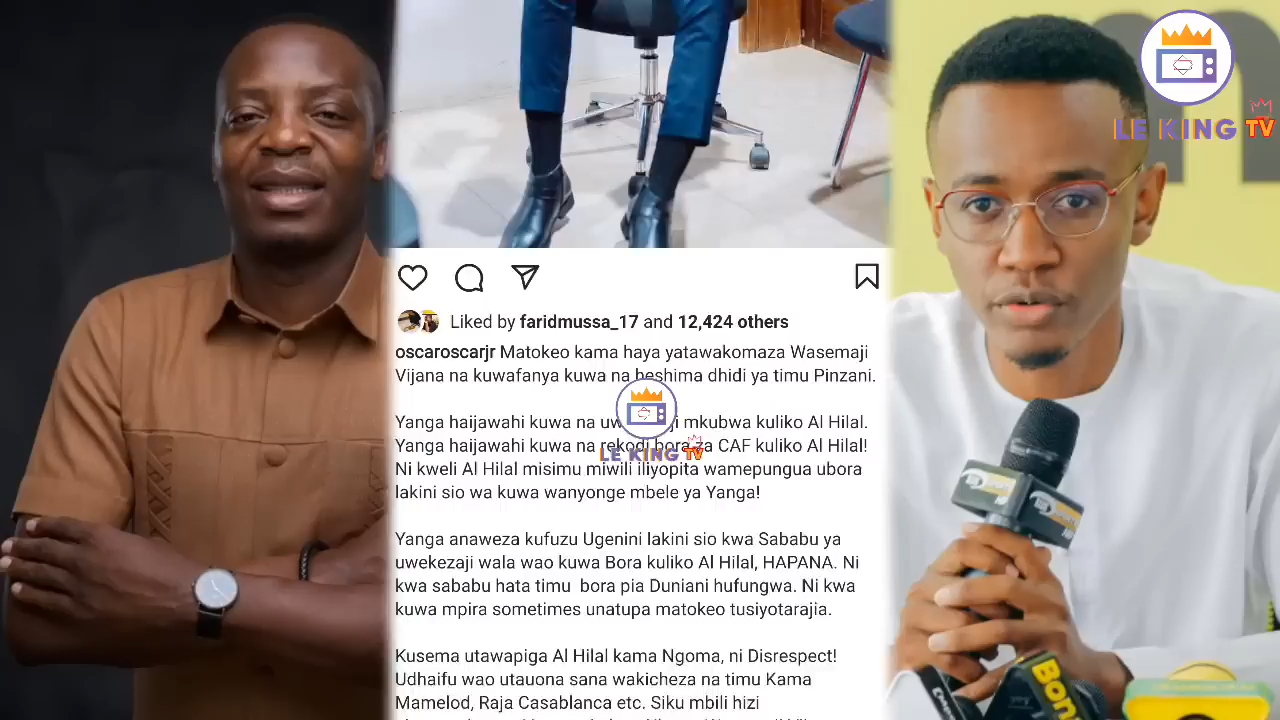 LE KING TV
Liked by faridmussa_17 and 12,424 others
oscaroscarjr Matokeo kama haya yatawakomaza Wasemaji
Vijana na kuwafanya kuwa na heshima dhidi ya timu Pinzani.
Yanga haijawahi kuwa na mkubwa kuliko Al Hilal.
Yanga haijawahi kuwa na rekodi bora za CAF kuliko Al Hilal!
LE KING TV
Ni kweli Al Hilal misimu miwili iliyopita wamepungua ubora
lakini sio wa kuwa wanyonge mbele ya Yanga!
Yanga anaweza kufuzu Ugenini lakini sio kwa Sababu ya
uwekezaji wala wao kuwa Bora kuliko Al Hilal, HAPANA. Ni
kwa sababu hata timu bora pia Duniani hufungwa. Ni kwa
kuwa mpira sometimes unatupa matokeo tusiyotarajia.
Kusema utawapiga Al Hilal kama Ngoma, ni Disrespect!
Udhaifu wao utauona sana wakicheza na timu Kama
Mamelod, Raja Casablanca etc. Siku mbili hizi
Bon